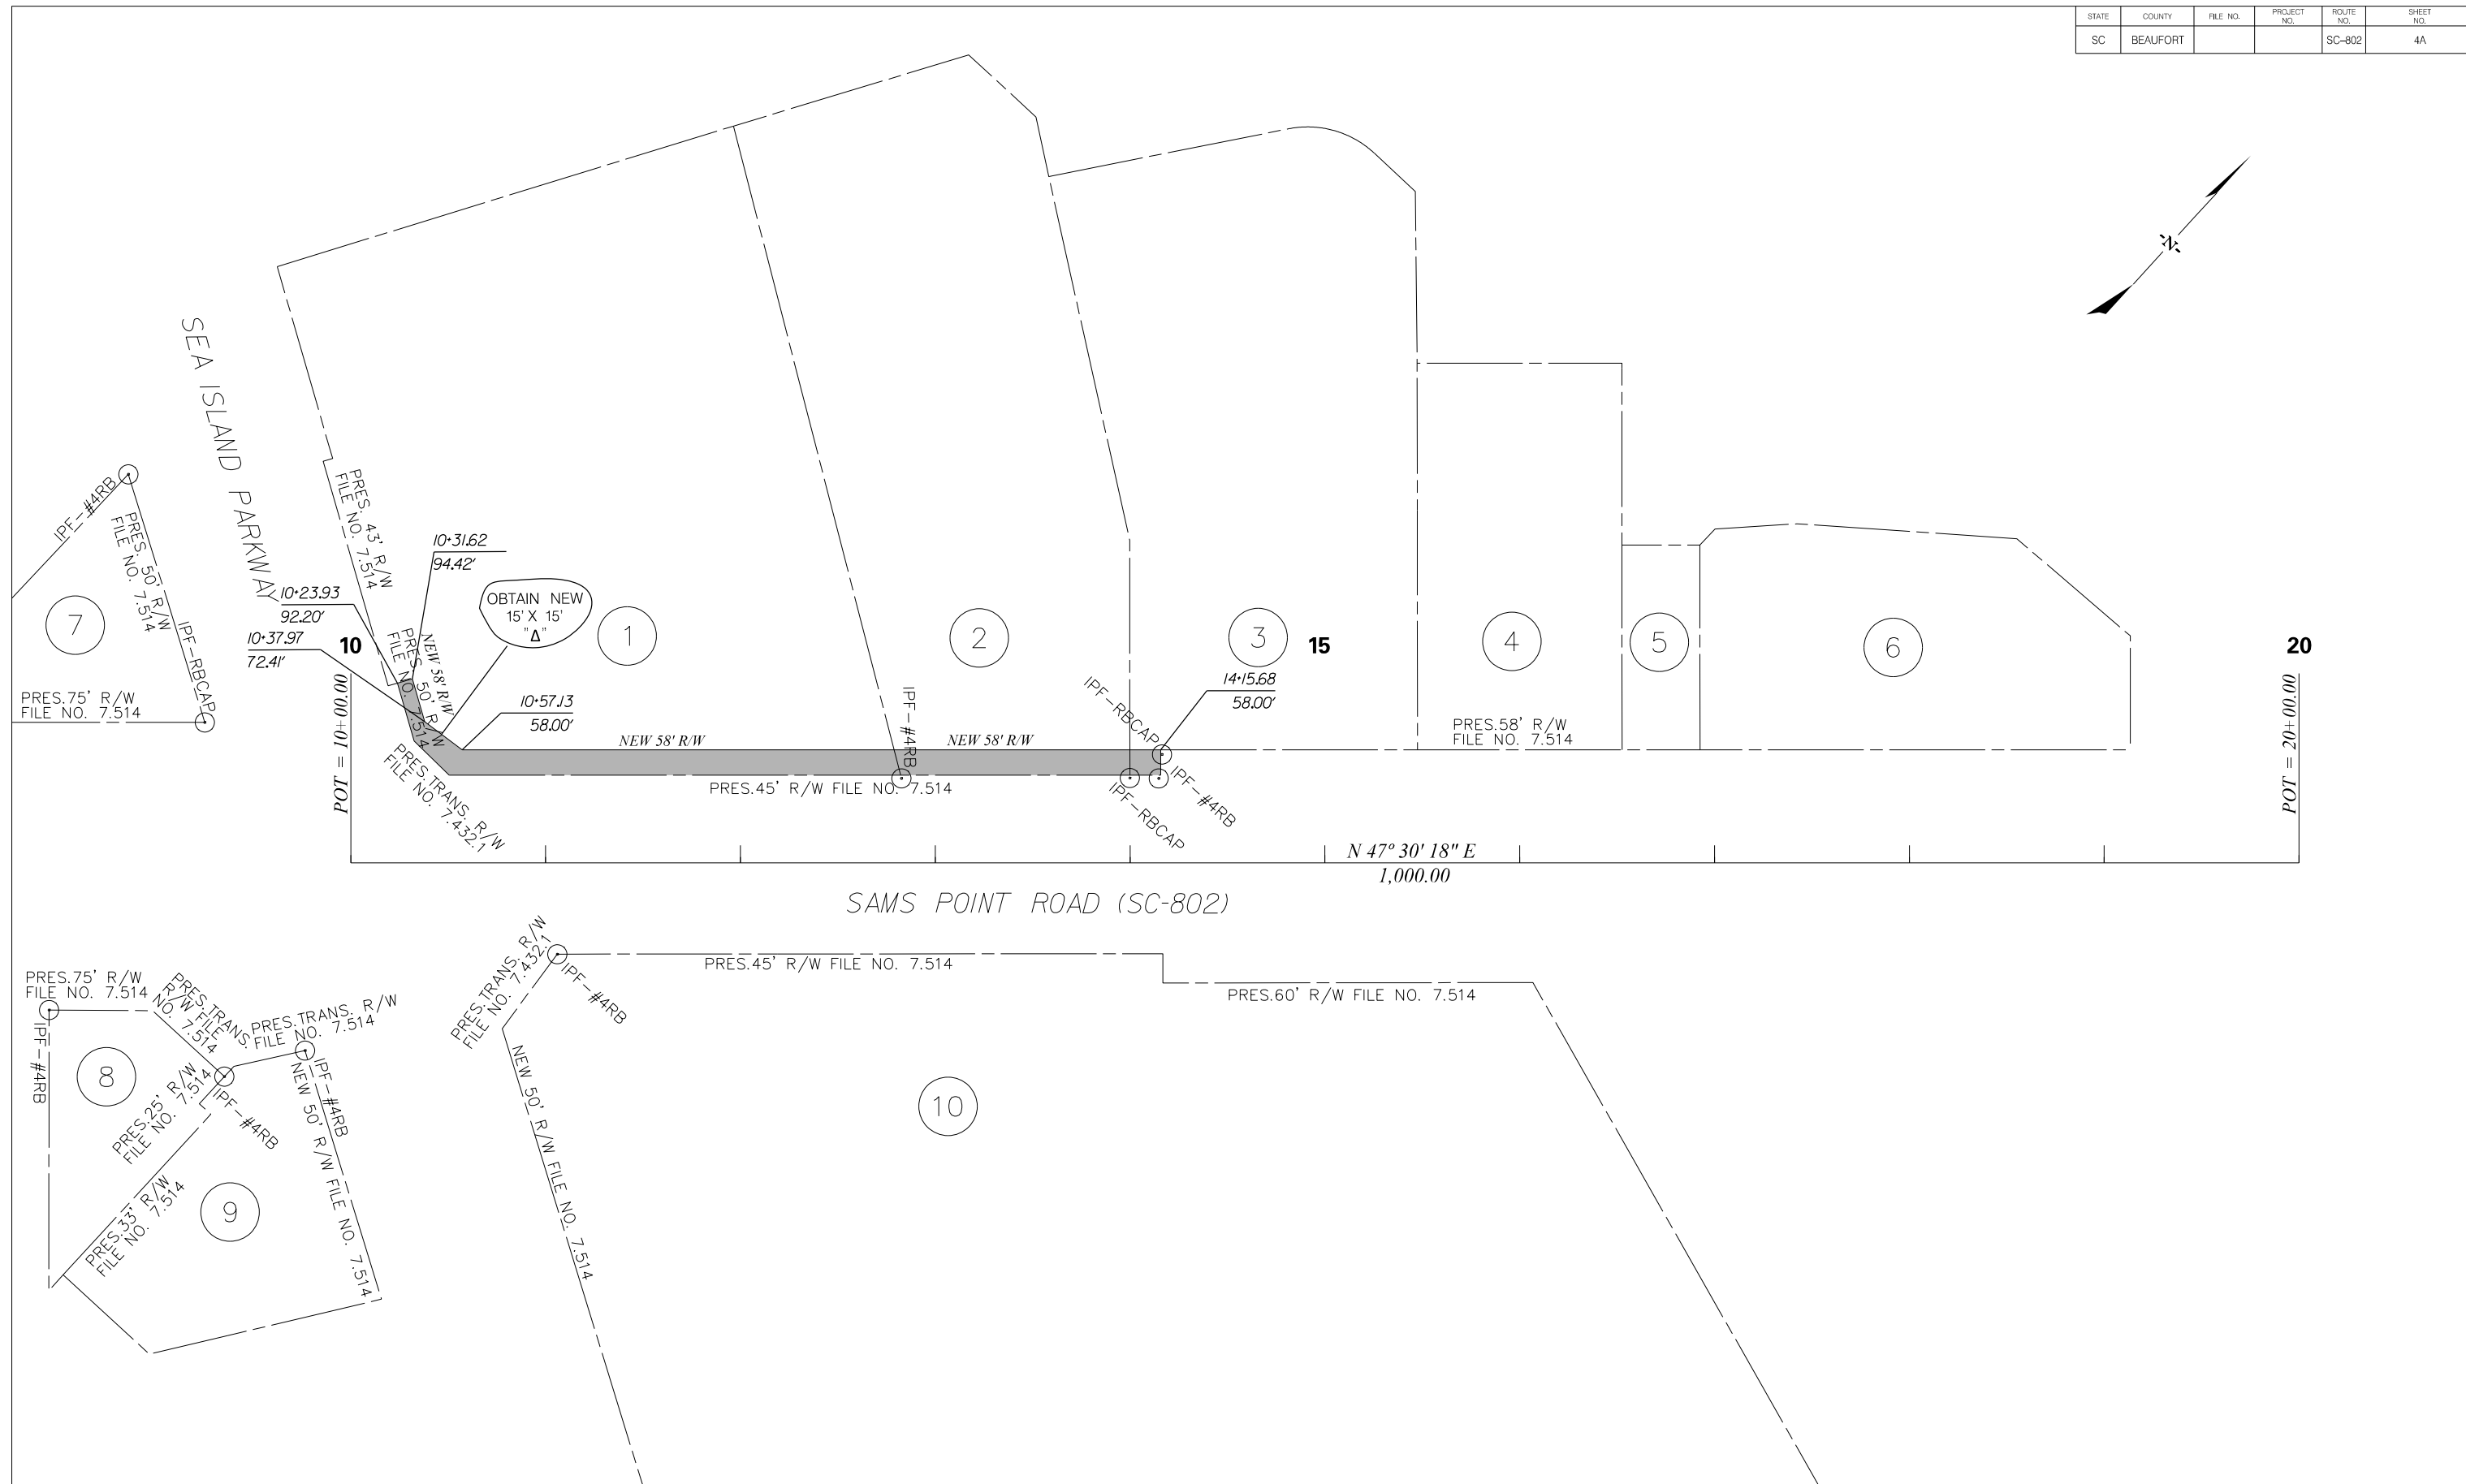 STATE COUNTY FILE NO. PROJECT NO. ROUTE NO. SHEET NO.
SC BEAUFORT SC-802 4A
-N-
SEA ISLAND PARKWAY
PRES. 43' R/W
FILE NO. 7.514
IPF-#4RB
PRES. 50' R/W
FILE NO. 7.514
IPF-RBCAP
7
PRES.75' R/W
FILE NO. 7.514
10+31.62
94.42'
10+23.93
92.20'
10+37.97
72.41'
10
OBTAIN NEW
15' X 15'
"Δ"
PRES. 50' R/W
FILE NO. 7.514
NEW 58' R/W
10+57.13
58.00'
1
2
3
15
4
5
6
20
POT = 10+00.00
NEW 58' R/W
IPF-#4RB
NEW 58' R/W
IPF-RBCAP
14+15.68
58.00'
PRES.58' R/W
FILE NO. 7.514
POT = 20+00.00
PRES.TRANS. R/W
FILE NO. 7.432.1
PRES.45' R/W FILE NO. 7.514
IPF-#4RB
IPF-RBCAP
N 47° 30' 18" E
1,000.00
SAMS POINT ROAD (SC-802)
PRES.75' R/W
FILE NO. 7.514
PRES.TRANS.
R/W FILE
NO. 7.514
PRES.TRANS. R/W
FILE NO. 7.514
IPF-#4RB
8
PRES.25' R/W
FILE NO. 7.514
IPF-#4RB
IPF-#4RB
NEW 50' R/W FILE NO. 7.514
PRES.33' R/W
FILE NO. 7.514
9
PRES.TRANS. R/W
FILE NO. 7.432.1
IPF-#4RB
PRES.45' R/W FILE NO. 7.514
PRES.60' R/W FILE NO. 7.514
NEW 50' R/W FILE NO. 7.514
10